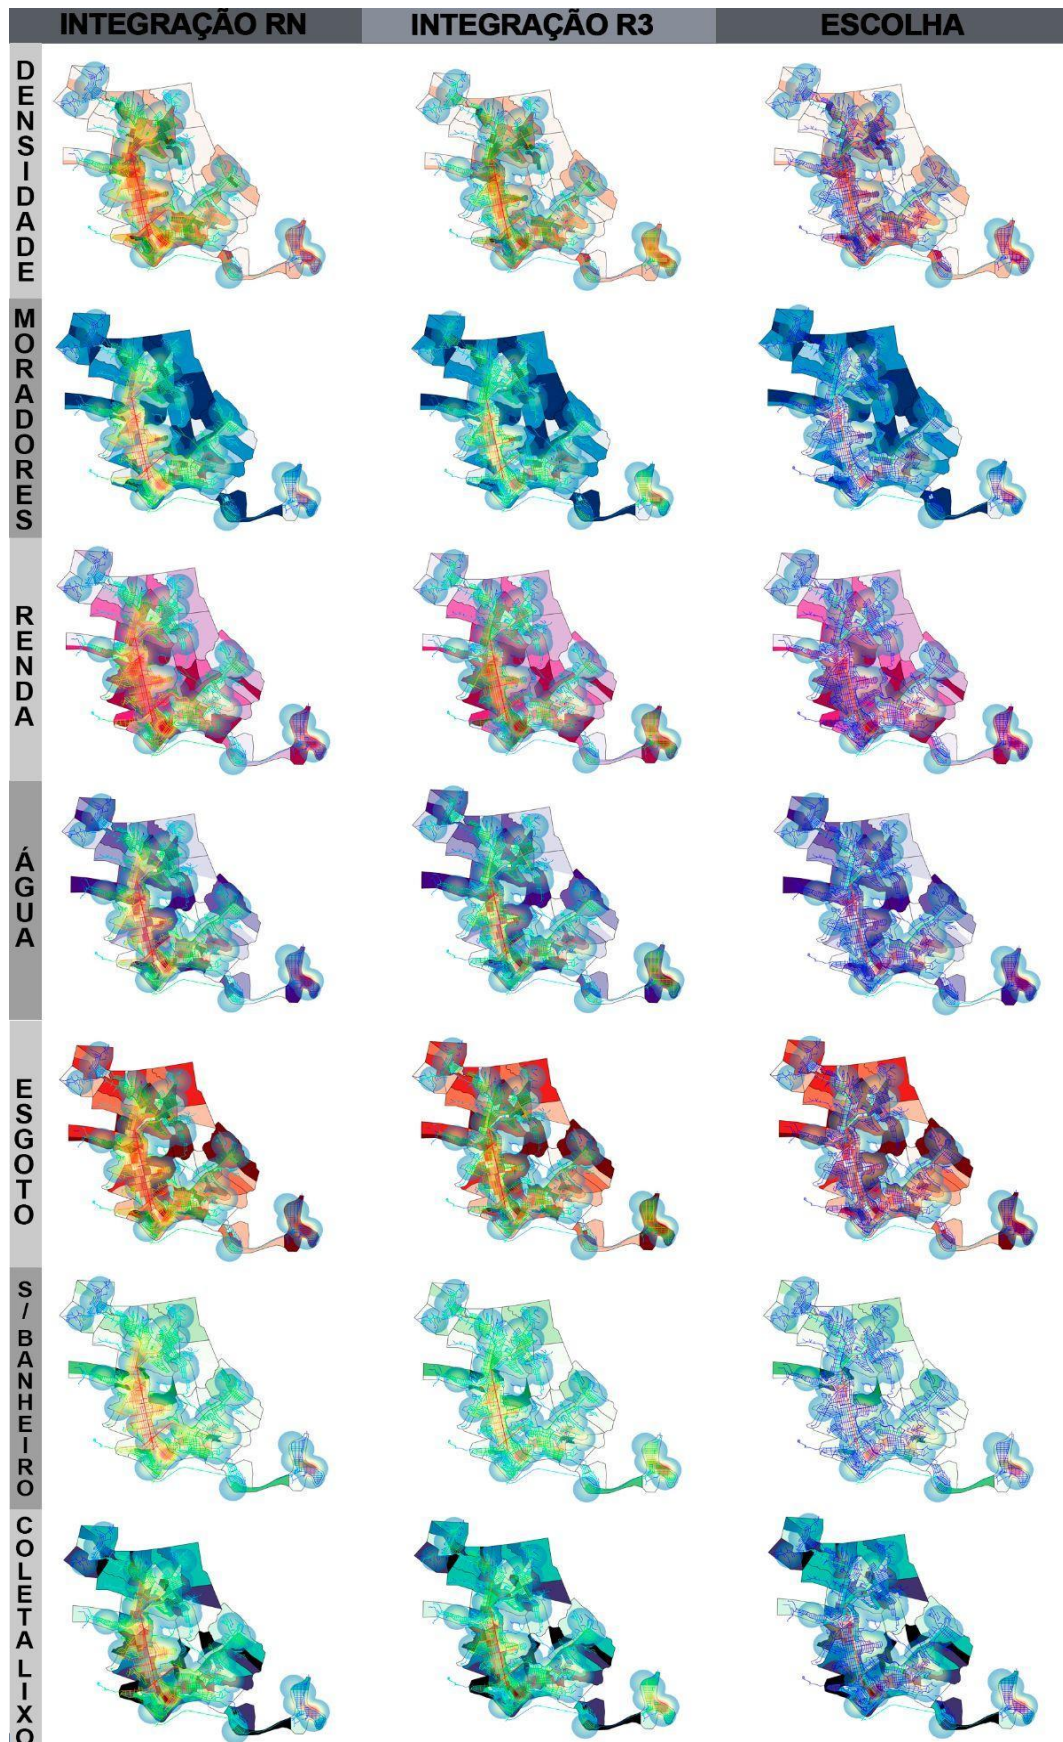 INTEGRAÇÃO RN INTEGRAÇÃO R3 ESCOLHA
DENSIDADE
MORADORES
RENDA
ÁGUA
ESGOTO
S/BANHEIRO
COLETA LIXO